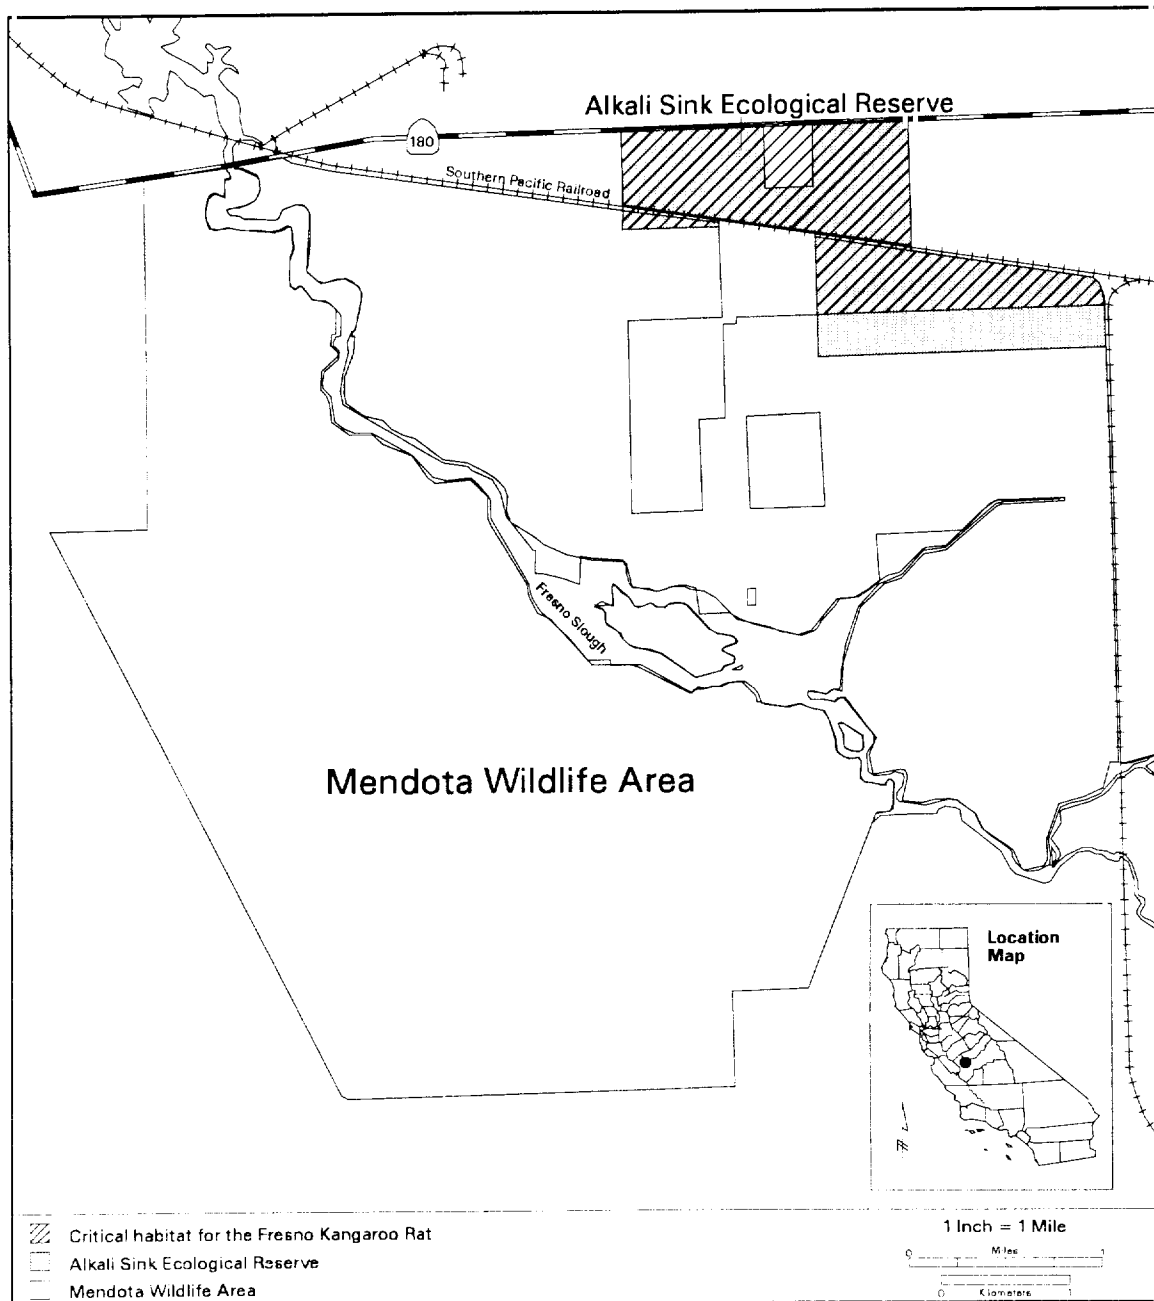 Alkali Sink Ecological Reserve
180
Southern Pacific Railroad
Fresno Slough
Mendota Wildlife Area
Location
Map
Critical habitat for the Fresno Kangaroo Rat
Alkali Sink Ecological Reserve
Mendota Wildlife Area
1 Inch = 1 Mile
Miles
0 1
0 1
Kilometers